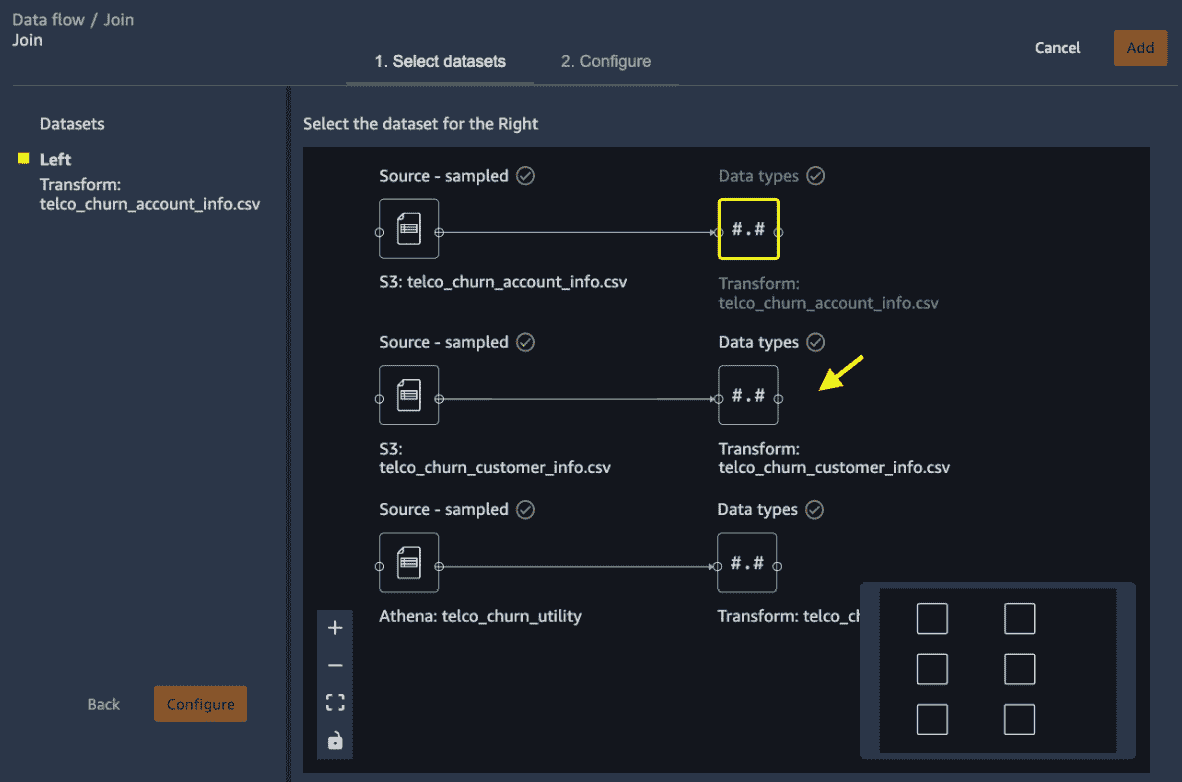 Data flow / Join
Join
Cancel
Add
1. Select datasets
2. Configure
Datasets
Left
Transform:
telco_churn_account_info.csv
Back
Configure
Select the dataset for the Right
Source - sampled
Data types
#.#
S3: telco_churn_account_info.csv
Transform:
telco_churn_account_info.csv
Source - sampled
Data types
#.#
S3:
telco_churn_customer_info.csv
Transform:
telco_churn_customer_info.csv
Source - sampled
Data types
#.#
Athena: telco_churn_utility
Transform: telco_ch